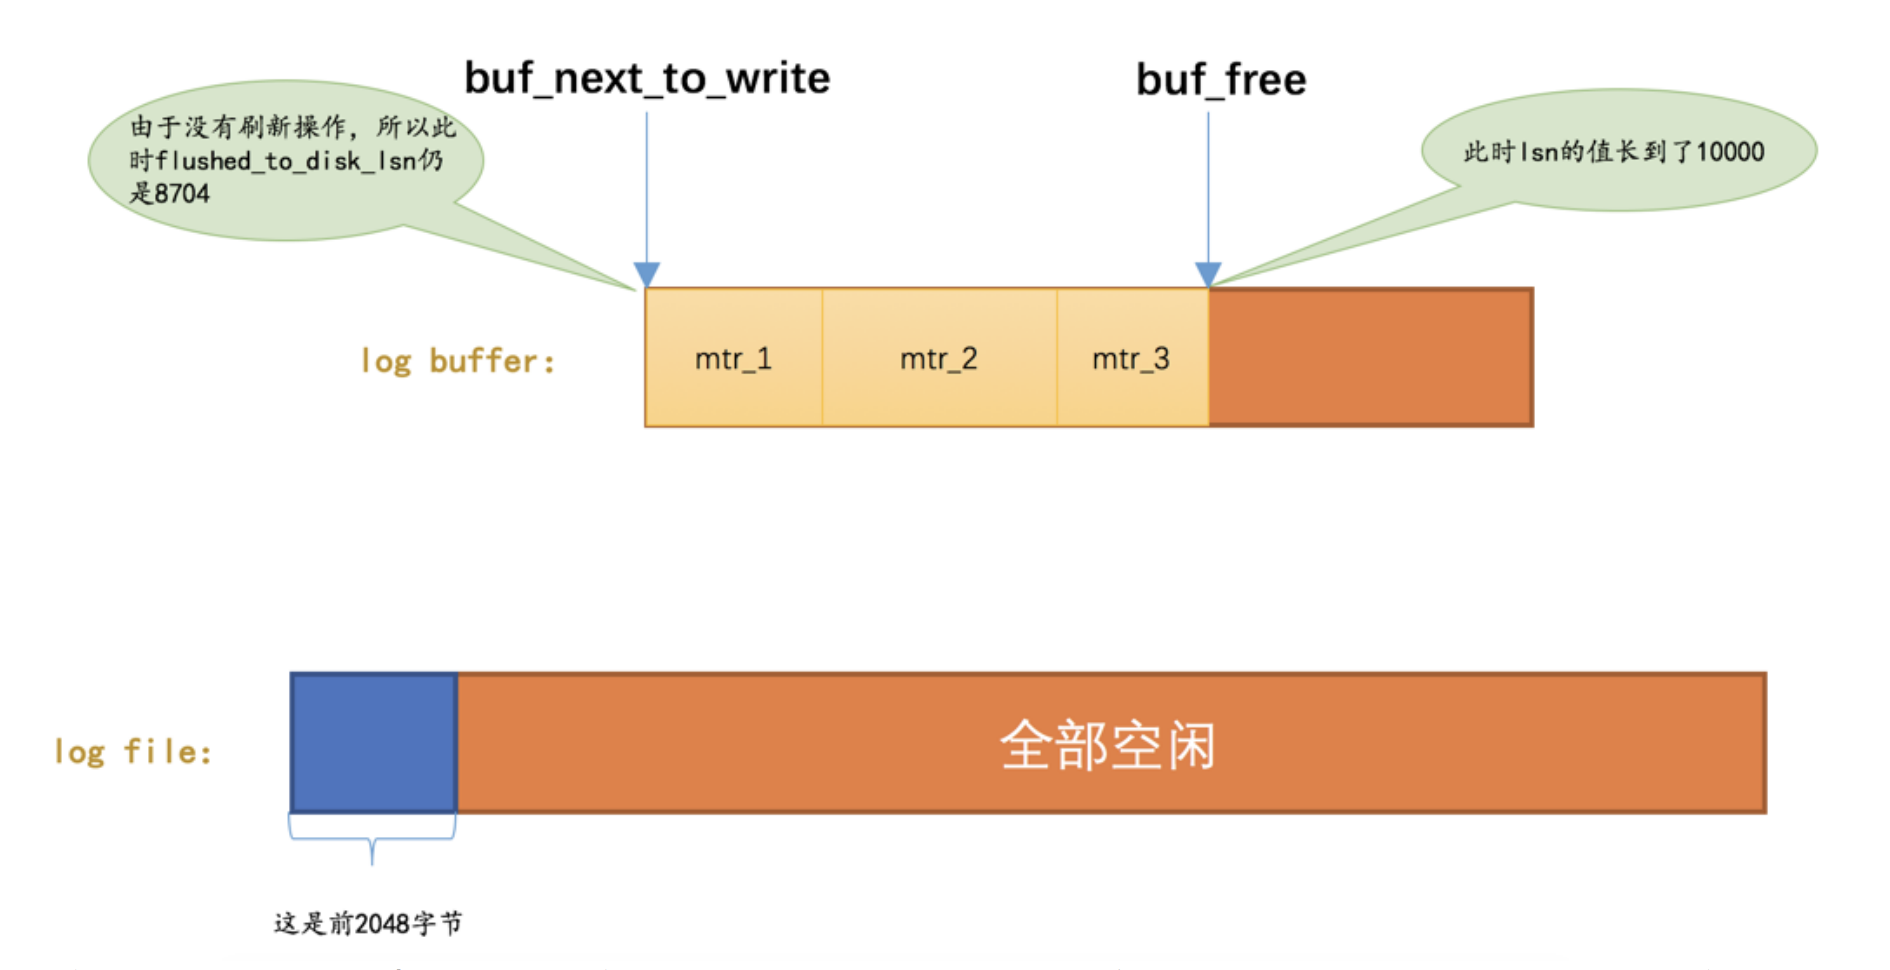 buf_next_to_write
buf_free
由于没有刷新操作，所以此
时flushed_to_disk_lsn仍
是8704
此时lsn的值长到了10000
log buffer:
mtr_1
mtr_2
mtr_3
log file:
全部空闲
这是前2048字节